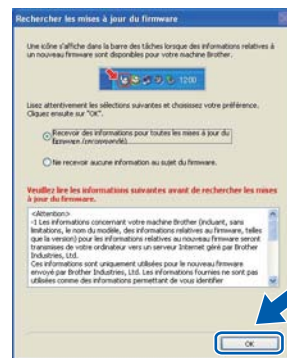 Rechercher les mises à jour du firmware
Une icône s'affiche dans la barre des tâches lorsque des informations relatives à
un nouveau firmware sont disponibles pour votre machine Brother.
12:00
Lisez attentivement les sélections suivantes et choisissez votre préférence.
Cliquez ensuite sur "OK".
Recevoir des informations pour toutes les mises à jour du
firmware (recommandé)
Ne recevoir aucune information au sujet du firmware.
Veuillez lire les informations suivantes avant de rechercher les mises
à jour du firmware.
<Attention>
-1 Les informations concernant votre machine Brother (incluant, sans
limitations, le nom du modèle, des informations relatives au firmware, telles
que la version) pour les informations relatives au nouveau firmware seront
transmises de votre ordinateur vers un serveur Internet géré par Brother
Industries, Ltd.
Ces informations sont uniquement utilisées pour le nouveau firmware
envoyé par Brother Industries, Ltd. Les informations fournies ne sont pas
utilisées comme des informations permettant de vous identifier
OK